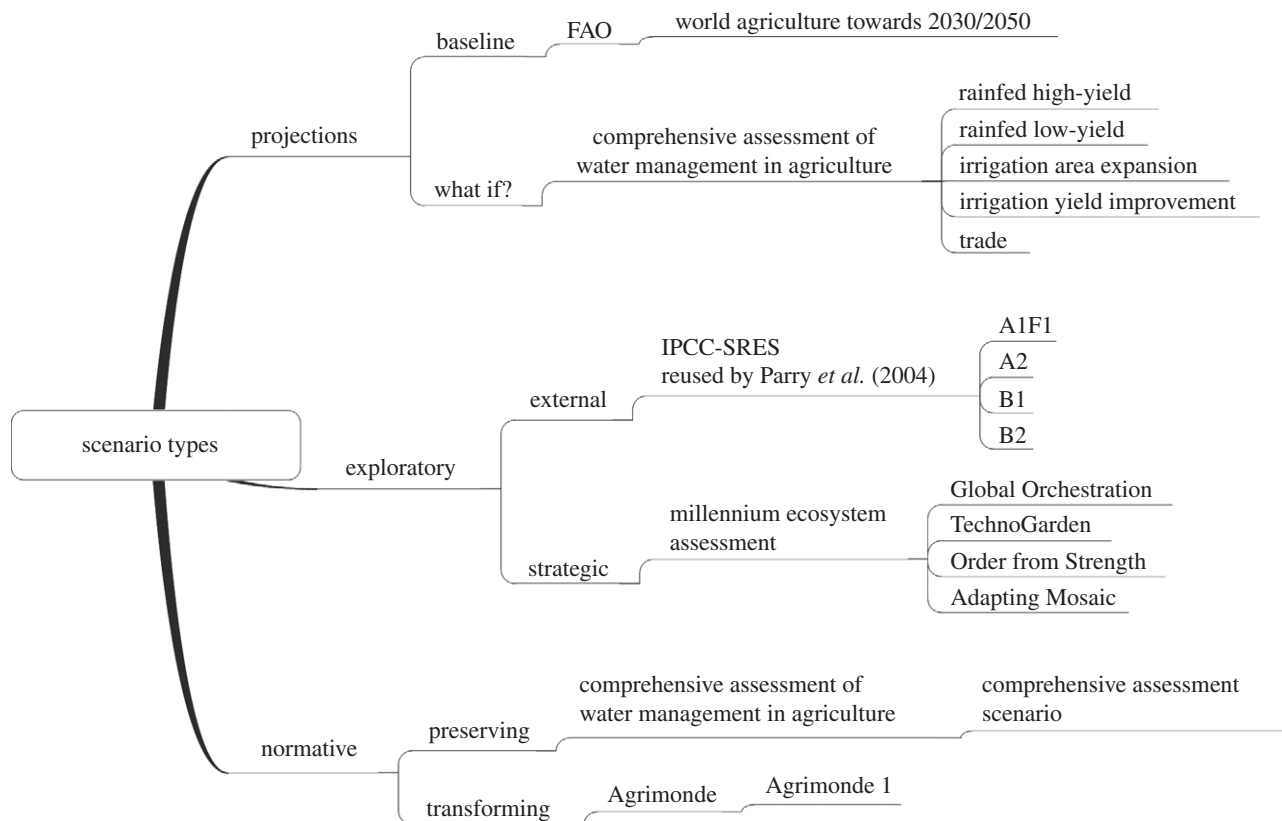 scenario types
projections
baseline
FAO
world agriculture towards 2030/2050
what if?
comprehensive assessment of
water management in agriculture
rainfed high-yield
rainfed low-yield
irrigation area expansion
irrigation yield improvement
trade
exploratory
external
IPCC-SRES
reused by Parry et al. (2004)
A1F1
A2
B1
B2
strategic
millennium ecosystem
assessment
Global Orchestration
TechnoGarden
Order from Strength
Adapting Mosaic
normative
preserving
comprehensive assessment of
water management in agriculture
comprehensive assessment
scenario
transforming
Agrimonde
Agrimonde 1